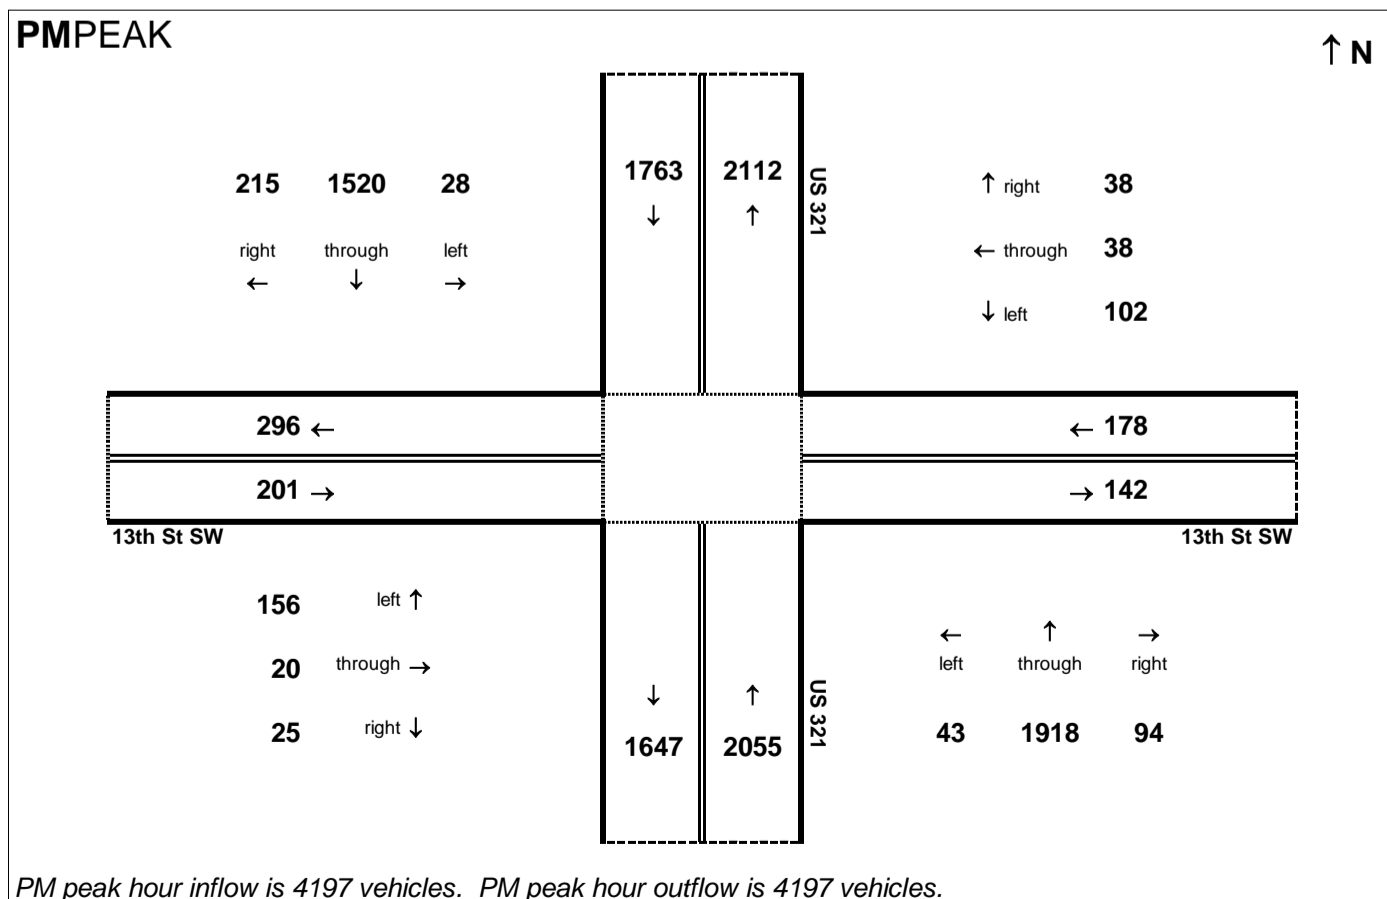 PMPEAK
↑ N
1763 2112
US 321
215 1520 28
right through left
← ↓ →
↓ ↑
↑ right 38
← through 38
↓ left 102
296 ←
← 178
201 →
→ 142
13th St SW
13th St SW
156 left ↑
20 through →
25 right ↓
← ↑ →
left through right
43 1918 94
↓ ↑
1647 2055
US 321
PM peak hour inflow is 4197 vehicles. PM peak hour outflow is 4197 vehicles.